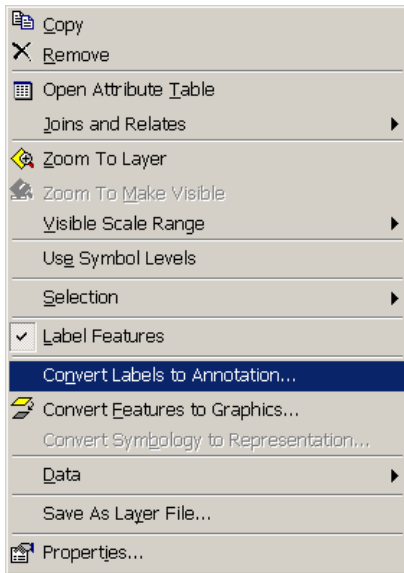 Copy
Remove
Open Attribute Table
Joins and Relates
Zoom To Layer
Zoom To Make Visible
Visible Scale Range
Use Symbol Levels
Selection
Label Features
Convert Labels to Annotation...
Convert Features to Graphics...
Convert Symbology to Representation...
Data
Save As Layer File...
Properties...